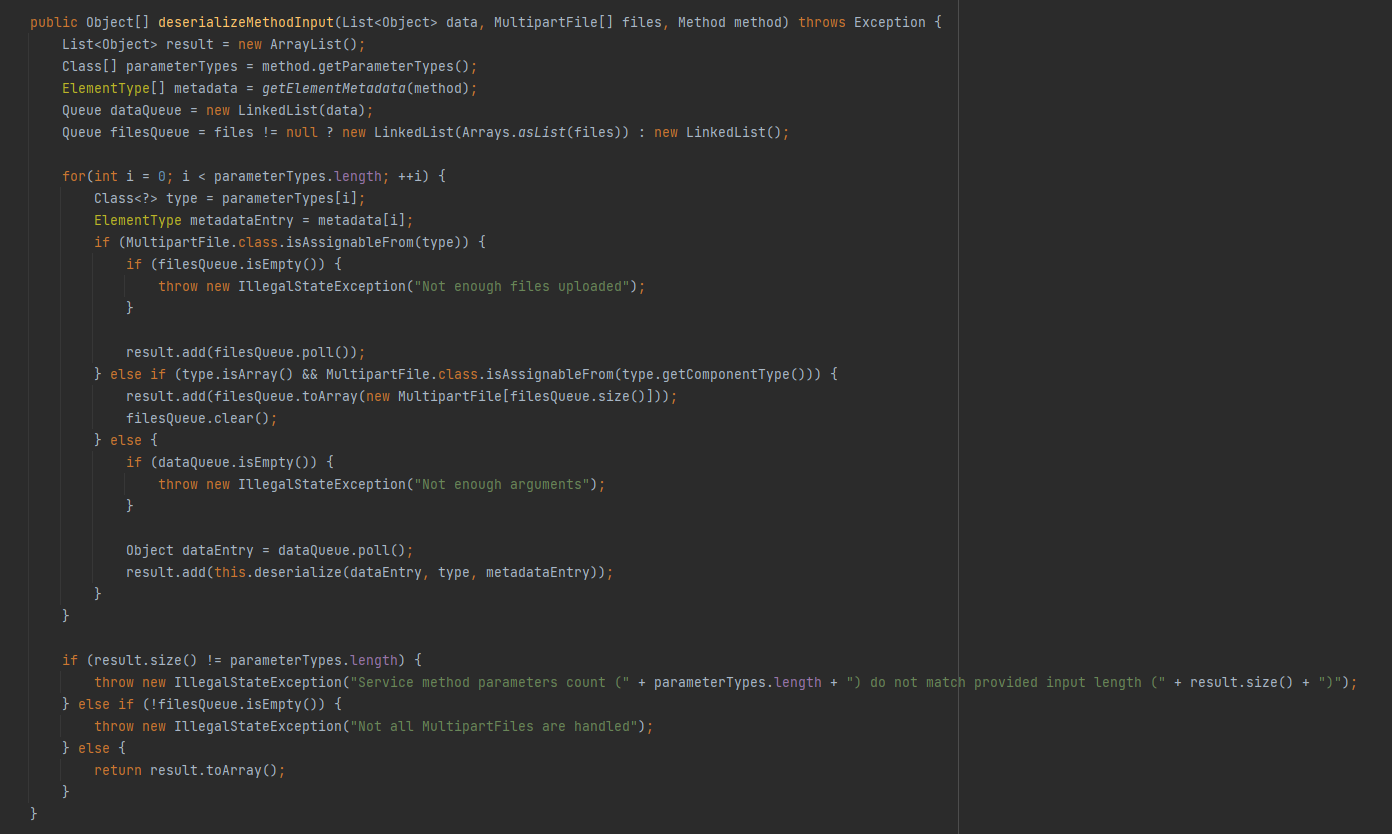 public Object[] deserializeMethodInput(List<Object> data, MultipartFile[] files, Method method) throws Exception {
    List<Object> result = new ArrayList();
    Class[] parameterTypes = method.getParameterTypes();
    ElementType[] metadata = getElementMetadata(method);
    Queue dataQueue = new LinkedList(data);
    Queue filesQueue = files != null ? new LinkedList(Arrays.asList(files)) : new LinkedList();

    for(int i = 0; i < parameterTypes.length; ++i) {
        Class<?> type = parameterTypes[i];
        ElementType metadataEntry = metadata[i];
        if (MultipartFile.class.isAssignableFrom(type)) {
            if (filesQueue.isEmpty()) {
                throw new IllegalStateException("Not enough files uploaded");
            }

            result.add(filesQueue.poll());
        } else if (type.isArray() && MultipartFile.class.isAssignableFrom(type.getComponentType())) {
            result.add(filesQueue.toArray(new MultipartFile[filesQueue.size()]));
            filesQueue.clear();
        } else {
            if (dataQueue.isEmpty()) {
                throw new IllegalStateException("Not enough arguments");
            }

            Object dataEntry = dataQueue.poll();
            result.add(this.deserialize(dataEntry, type, metadataEntry));
        }
    }

    if (result.size() != parameterTypes.length) {
        throw new IllegalStateException("Service method parameters count (" + parameterTypes.length + ") do not match provided input length (" + result.size() + ")");
    } else if (!filesQueue.isEmpty()) {
        throw new IllegalStateException("Not all MultipartFiles are handled");
    } else {
        return result.toArray();
    }
}